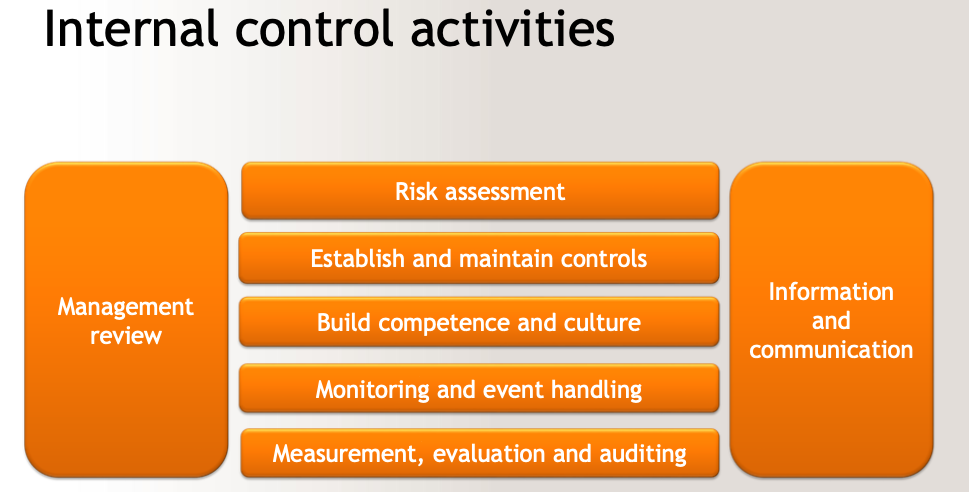 Internal control activities
Management
review
Risk assessment
Establish and maintain controls
Build competence and culture
Monitoring and event handling
Measurement, evaluation and auditing
Information
and
communication